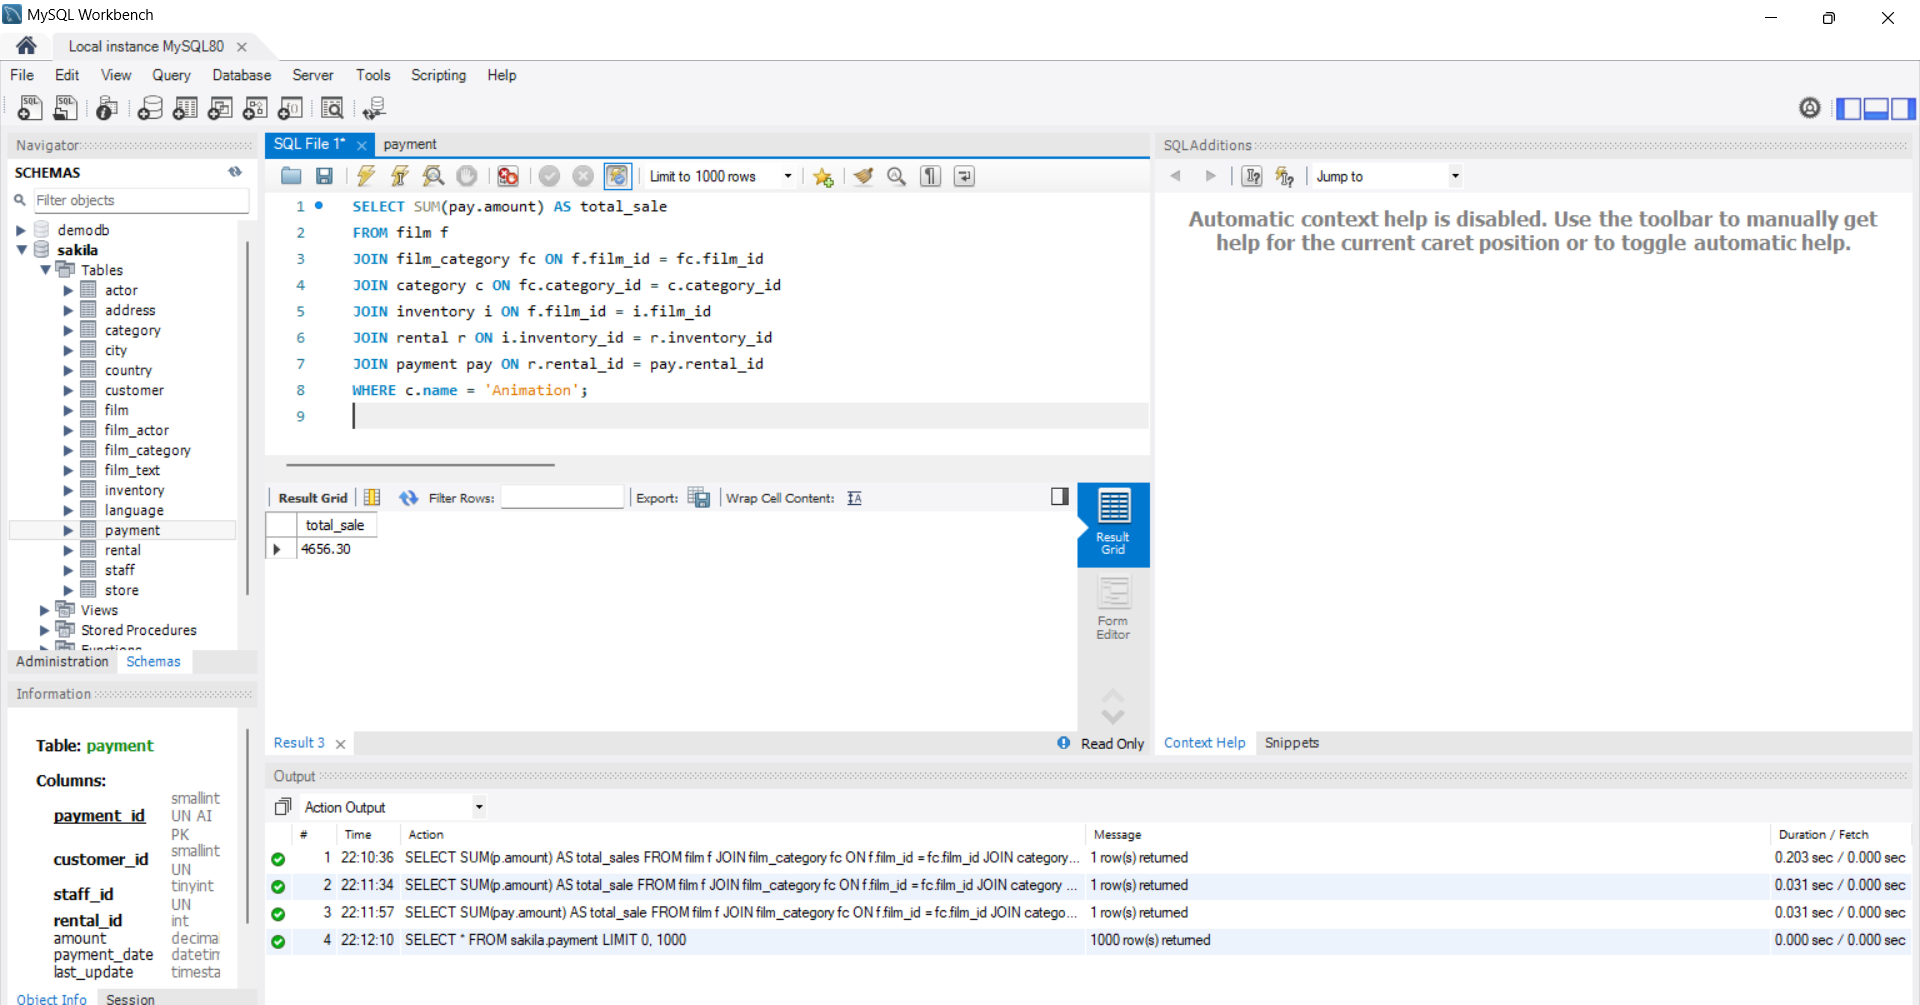 MySQL Workbench
Local instance MySQL80
File Edit View Query Database Server Tools Scripting Help
Navigator
SCHEMAS
Filter objects
demodb
sakila
Tables
actor
address
category
city
country
customer
film
film_actor
film_category
film_text
inventory
language
payment
rental
staff
store
Views
Stored Procedures
Functions
Administration Schemas
Information
Table: payment
Columns:
payment_id smallint UN AI PK
customer_id smallint UN
staff_id tinyint UN
rental_id int
amount decima
payment_date datetin
last_update timesta
Object Info Session
SQL File 1* payment
Limit to 1000 rows
1 SELECT SUM(pay.amount) AS total_sale
2 FROM film f
3 JOIN film_category fc ON f.film_id = fc.film_id
4 JOIN category c ON fc.category_id = c.category_id
5 JOIN inventory i ON f.film_id = i.film_id
6 JOIN rental r ON i.inventory_id = r.inventory_id
7 JOIN payment pay ON r.rental_id = pay.rental_id
8 WHERE c.name = 'Animation';
9
Result Grid Filter Rows: Export: Wrap Cell Content:
total_sale
4656.30
Result Grid
Form Editor
Result 3 Read Only
SQLAdditions
Jump to
Automatic context help is disabled. Use the toolbar to manually get
help for the current caret position or to toggle automatic help.
Context Help Snippets
Output
Action Output
# Time Action Message Duration / Fetch
1 22:10:36 SELECT SUM(p.amount) AS total_sales FROM film f JOIN film_category fc ON f.film_id = fc.film_id JOIN category... 1 row(s) returned 0.203 sec / 0.000 sec
2 22:11:34 SELECT SUM(p.amount) AS total_sale FROM film f JOIN film_category fc ON f.film_id = fc.film_id JOIN category ... 1 row(s) returned 0.031 sec / 0.000 sec
3 22:11:57 SELECT SUM(pay.amount) AS total_sale FROM film f JOIN film_category fc ON f.film_id = fc.film_id JOIN catego... 1 row(s) returned 0.031 sec / 0.000 sec
4 22:12:10 SELECT * FROM sakila.payment LIMIT 0, 1000 1000 row(s) returned 0.000 sec / 0.000 sec